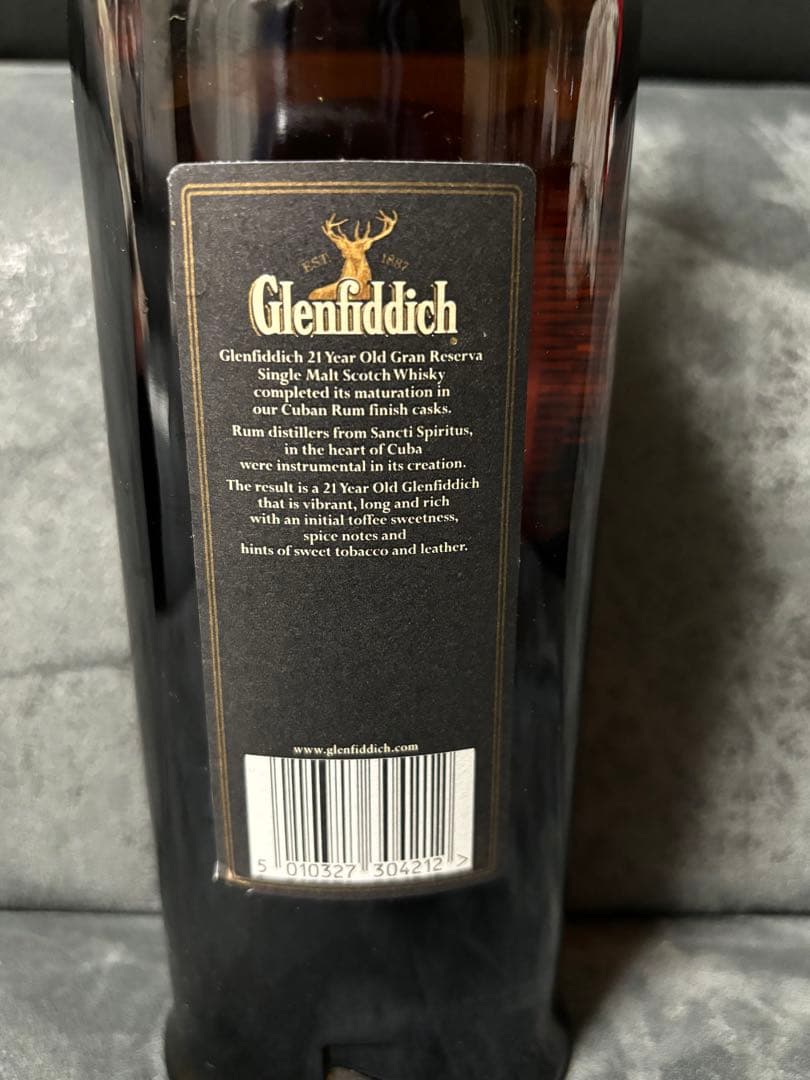 EST. 1887
Glenfiddich
Glenfiddich 21 Year Old Gran Reserva
Single Malt Scotch Whisky
completed its maturation in
our Cuban Rum finish casks.
Rum distillers from Sancti Spiritus,
in the heart of Cuba
were instrumental in its creation.
The result is a 21 Year Old Glenfiddich
that is vibrant, long and rich
with an initial toffee sweetness,
spice notes and
hints of sweet tobacco and leather.
www.glenfiddich.com
5 010327 304212 >